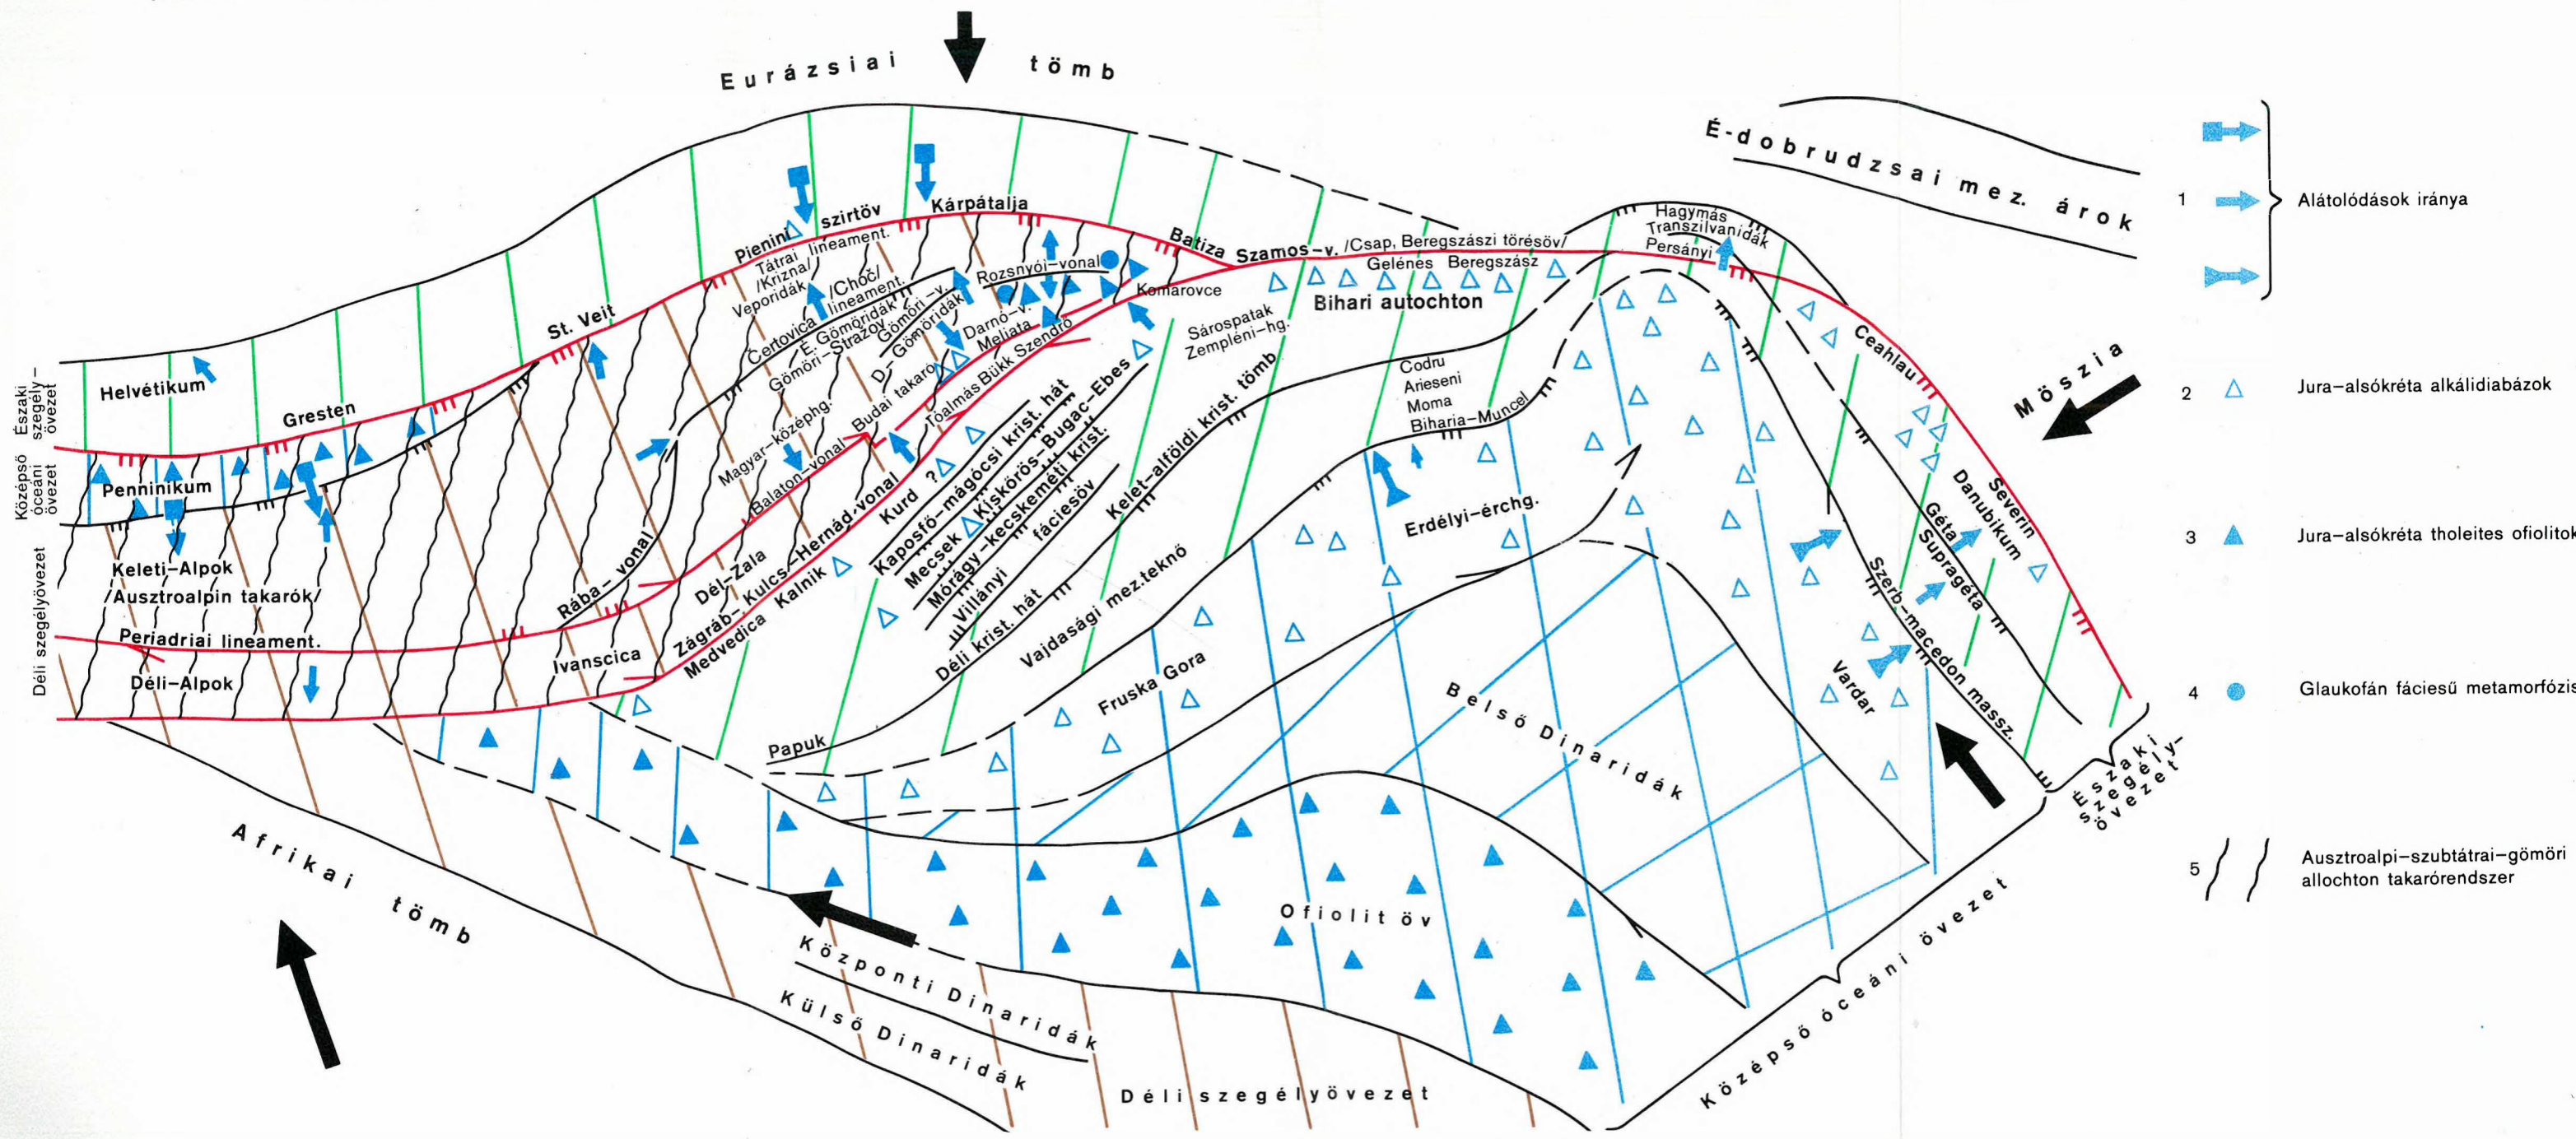 Eurázsiai tömb
É-dobrudzsai mez. árok
Möszia
Afrikai tömb
Északi szegély-
övezet
Középső
óceáni
övezet
Déli szegélyövezet
Helvétikum
Gresten
St. Veit
Penninikum
Keleti-Alpok
/Ausztroalpin takarók/
Periadriai lineament.
Déli-Alpok
Ivanscica
Rába-vonal
Pienini szirtöv
Kárpátalja
Tátrai lineament.
/Krizna/
Veporidák
/Choč/
Čertovica lineament.
É. Gömöridák
Gömöri-Strazov
Gömöri-v.
D. Gömöridák
Rozsnyói-vonal
Darnó-v.
Meliata
Komarovce
Magyar-középhg.
Budai takaró
Balaton-vonal
Tóalmás Bükk Szendrő
Dél-Zala
Zágráb-Kulcs-Hernád-vonal
Medvedica
Kalnik
Kurd
?
Kaposfő-mágócsi krist. hát
Mecsek
Kiskőrös-Bugac-Ebes
Mórágy-kecskeméti krist.
Villányi fáciesöv
Déli krist. hát
Kelet-alföldi krist. tömb
Vajdasági mez.teknő
Papuk
Fruska Gora
Batiza
Szamos-v. /Csap, Beregszászi törésöv/
Gelénes Beregszász
Bihari autochton
Sárospatak
Zempléni-hg.
Codru
Arieseni
Moma
Biharia-Muncel
Erdélyi-érchg.
Hagymás
Transzilvanidák
Persányi
Ceahlau
Severin
Danubikum
Géta
Supragéta
Szerb-macedon massz.
Vardar
Belső Dinaridák
Ofiolit öv
Központi Dinaridák
Külső Dinaridák
Déli szegélyövezet
Középső óceáni övezet
Északi
szegély-
övezet
1 Alátolódások iránya
2 Jura-alsókréta alkálidiabázok
3 Jura-alsókréta tholeites ofiolitok
4 Glaukofán fáciesű metamorfózis
5 Ausztroalpi-szubtátrai-gömöri
allochton takarórendszer